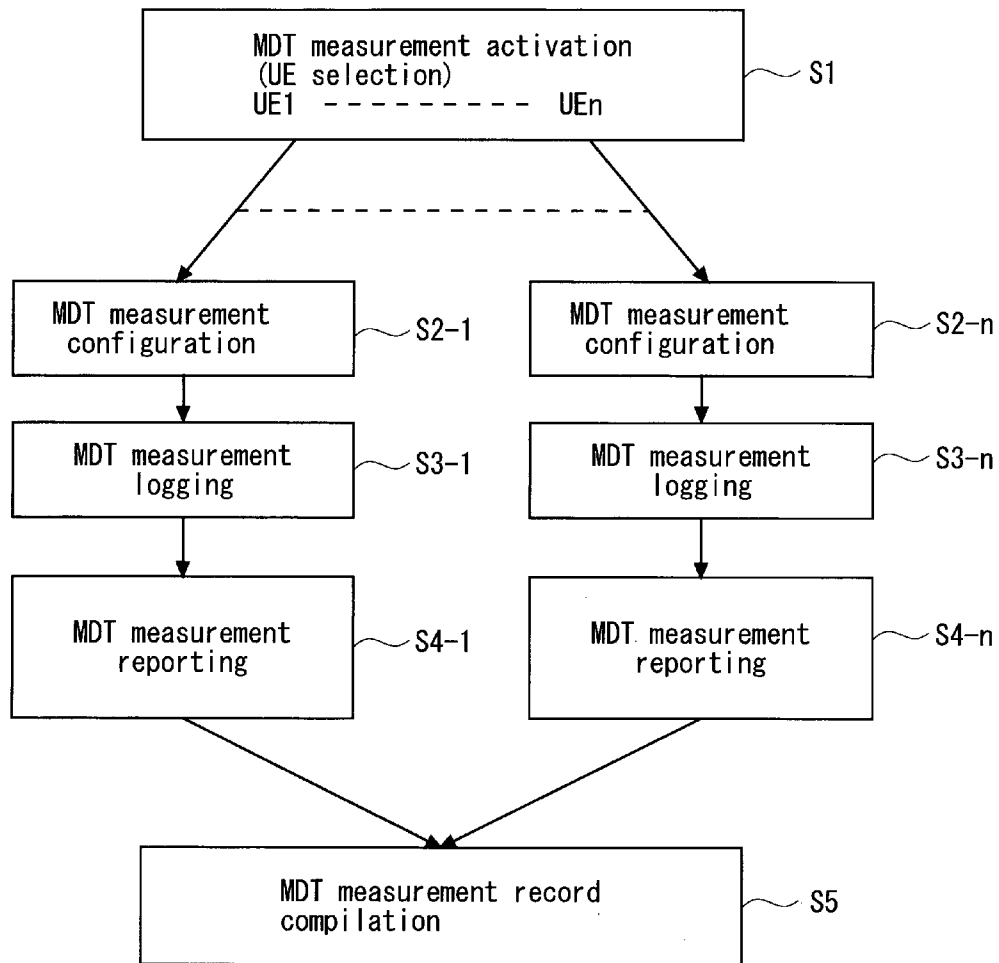 MDT measurement activation
(UE selection)
UE1 ---------- UEn
S1
MDT measurement
configuration
S2-1
MDT measurement
configuration
S2-n
MDT measurement
logging
S3-1
MDT measurement
logging
S3-n
MDT measurement
reporting
S4-1
MDT measurement
reporting
S4-n
MDT measurement record
compilation
S5